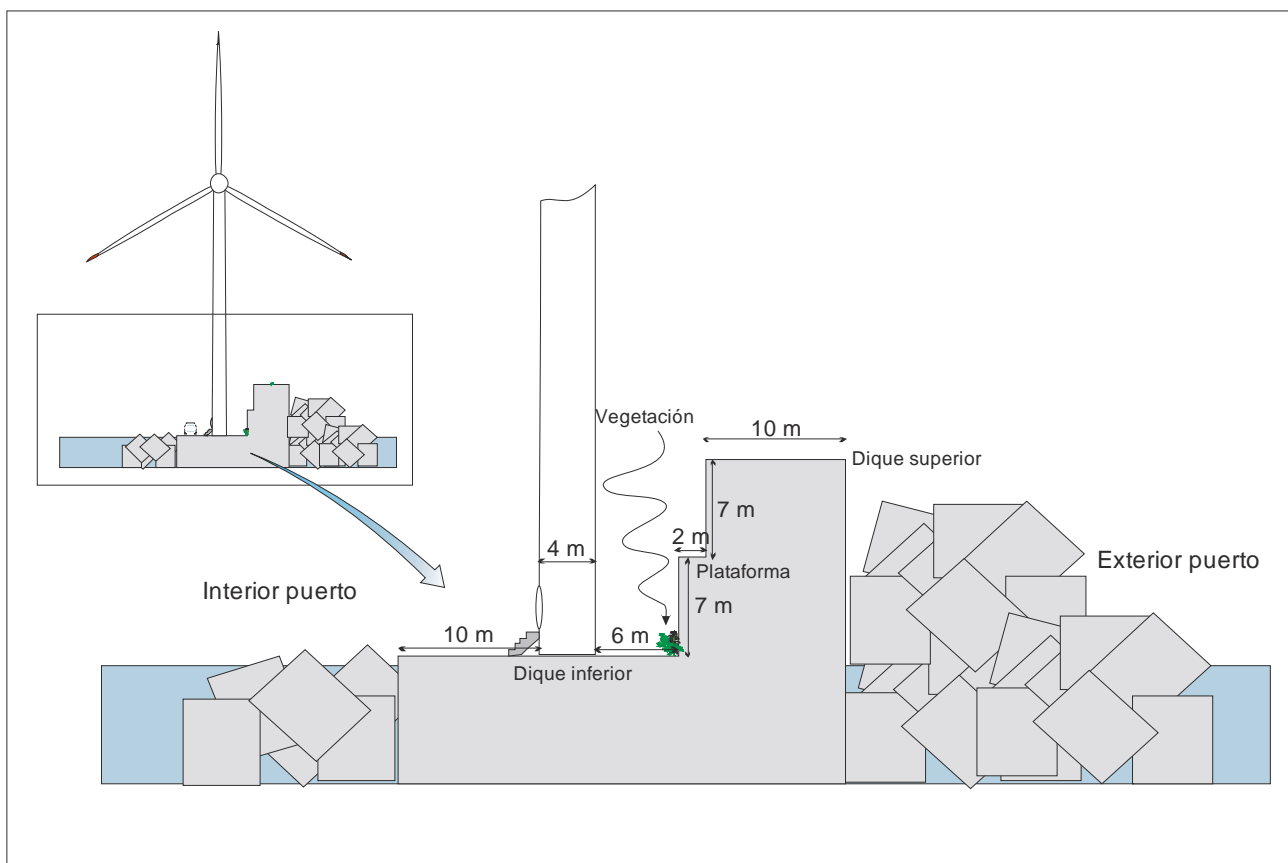 Vegetación
10 m
Dique superior
7 m
2 m
4 m
Plataforma
Exterior puerto
Interior puerto
7 m
10 m
6 m
Dique inferior